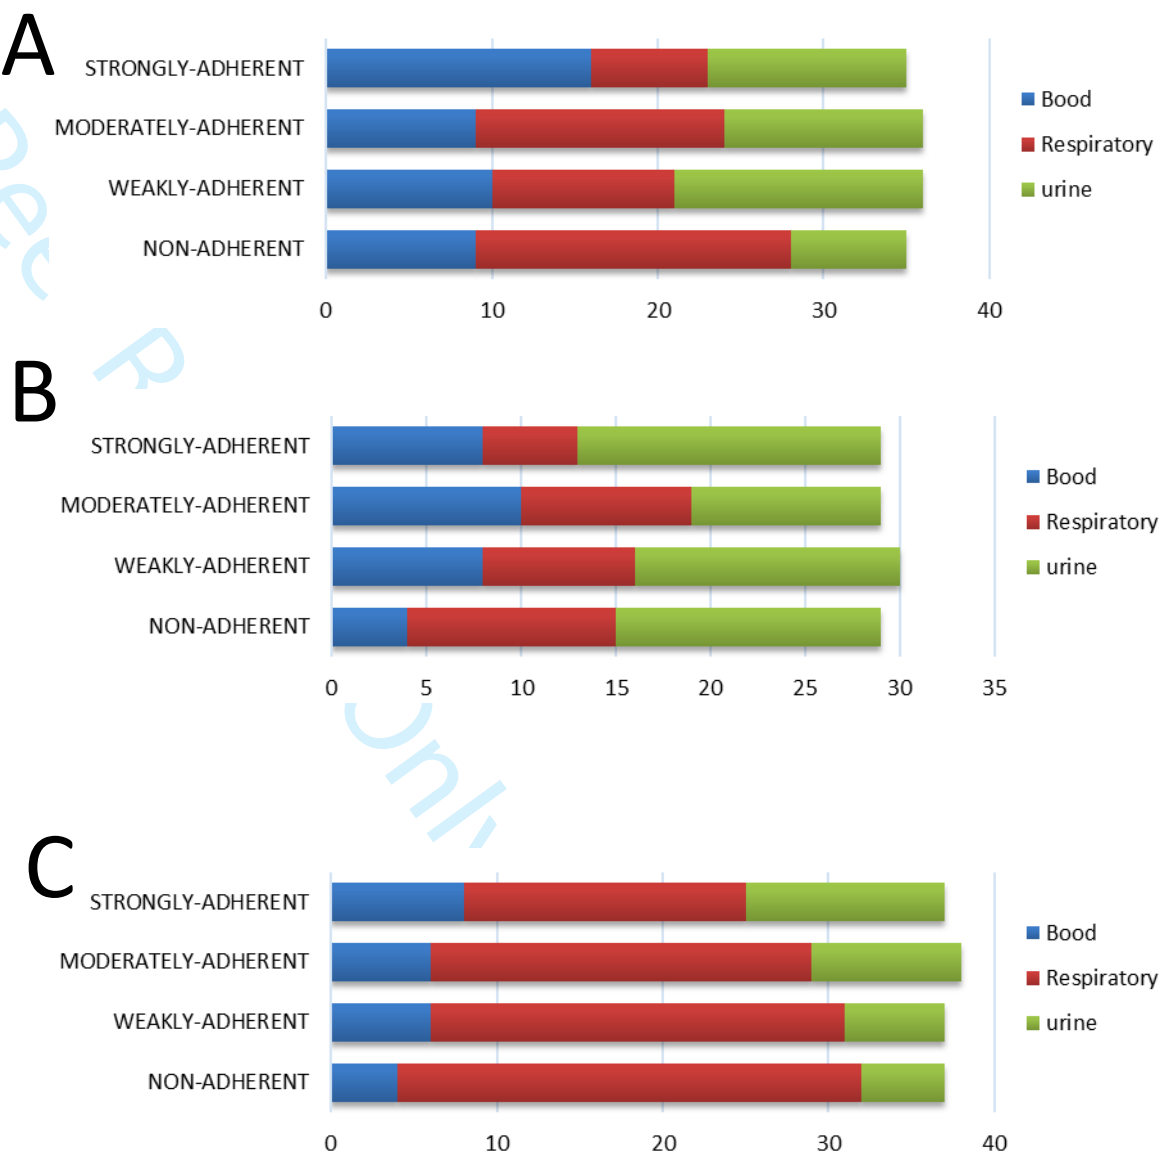 A
STRONGLY-ADHERENT
MODERATELY-ADHERENT
WEAKLY-ADHERENT
NON-ADHERENT
0 10 20 30 40
Bood
Respiratory
urine
B
STRONGLY-ADHERENT
MODERATELY-ADHERENT
WEAKLY-ADHERENT
NON-ADHERENT
0 5 10 15 20 25 30 35
Bood
Respiratory
urine
Only
C
STRONGLY-ADHERENT
MODERATELY-ADHERENT
WEAKLY-ADHERENT
NON-ADHERENT
0 10 20 30 40
Bood
Respiratory
urine